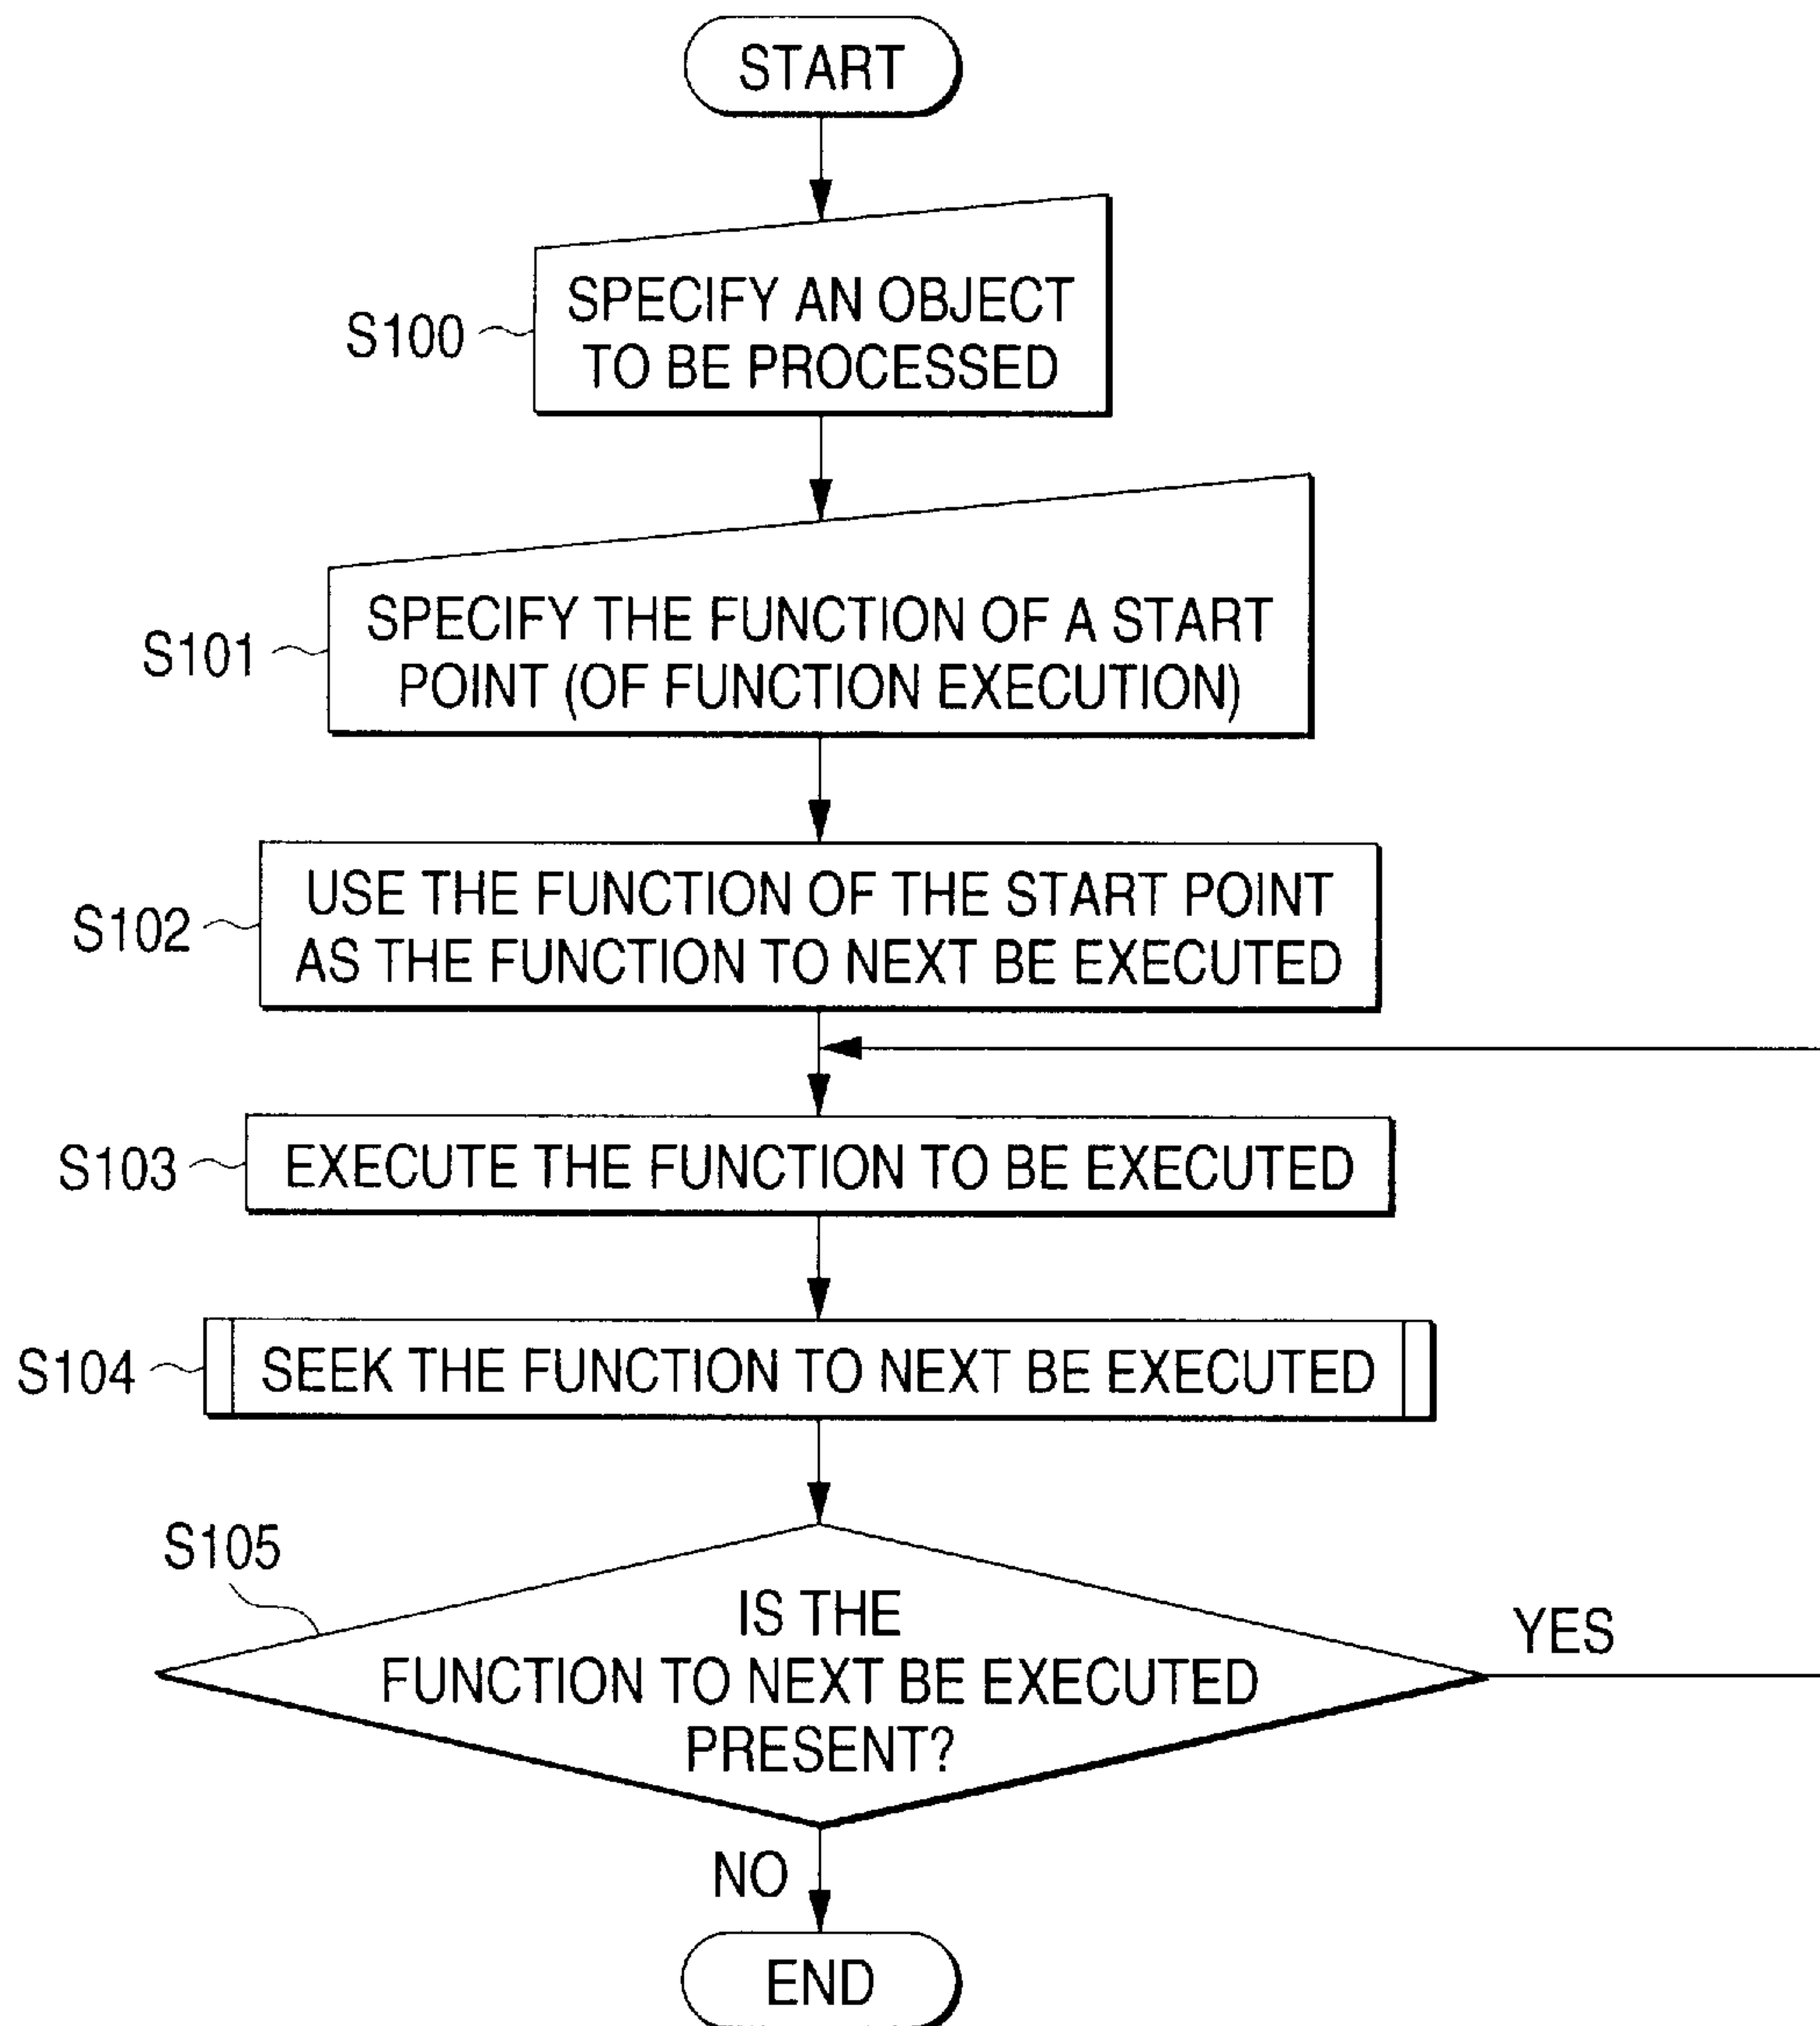 START
SPECIFY AN OBJECT
TO BE PROCESSED
S100
SPECIFY THE FUNCTION OF A START
POINT (OF FUNCTION EXECUTION)
S101
USE THE FUNCTION OF THE START POINT
AS THE FUNCTION TO NEXT BE EXECUTED
S102
EXECUTE THE FUNCTION TO BE EXECUTED
S103
SEEK THE FUNCTION TO NEXT BE EXECUTED
S104
S105
IS THE
FUNCTION TO NEXT BE EXECUTED
PRESENT?
YES
NO
END